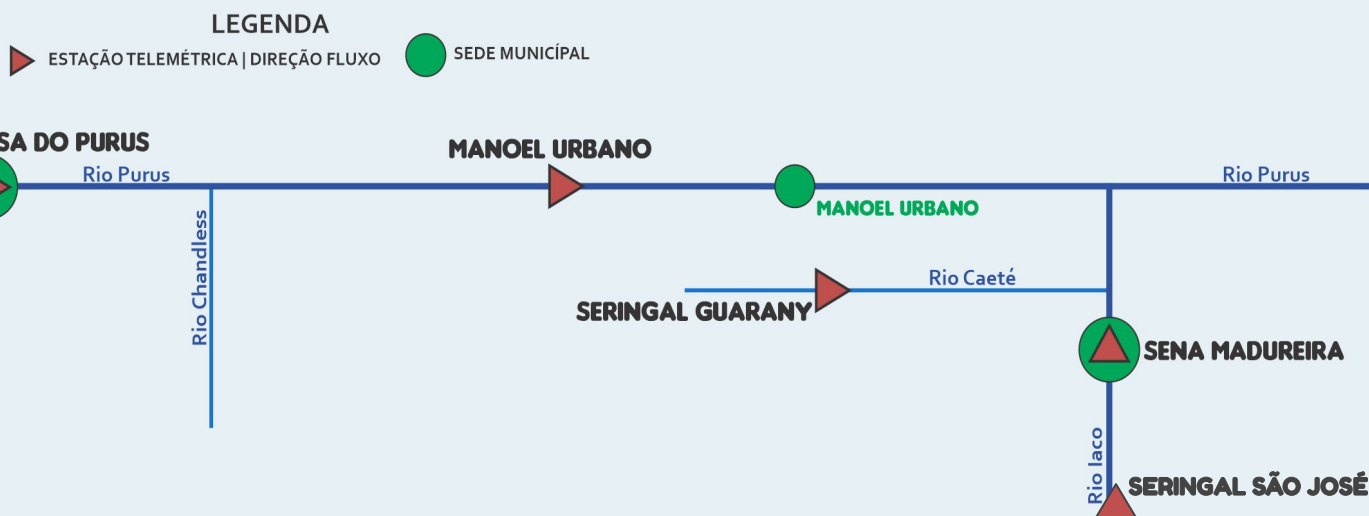 LEGENDA
ESTAÇÃO TELEMÉTRICA | DIREÇÃO FLUXO
SEDE MUNICÍPAL
SA DO PURUS
MANOEL URBANO
Rio Purus
Rio Purus
MANOEL URBANO
Rio Chandless
Rio Caeté
SERINGAL GUARANY
SENA MADUREIRA
Rio Iaco
SERINGAL SÃO JOSÉ